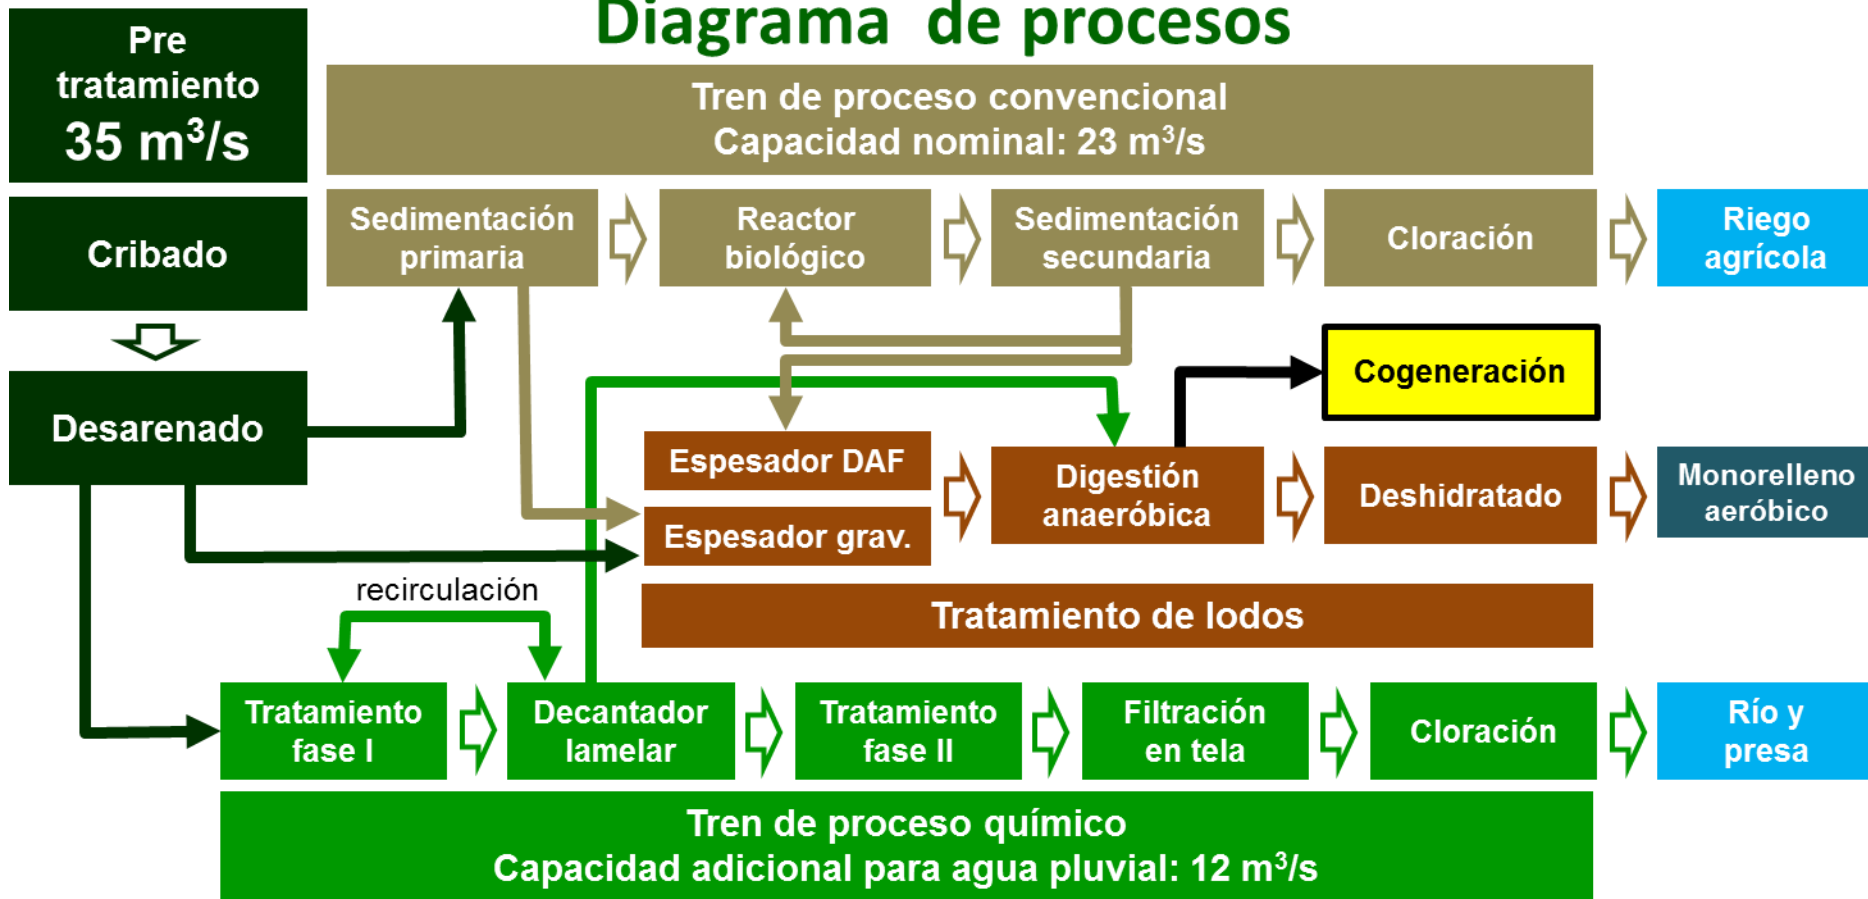 Diagrama de procesos
Pre
tratamiento
35 m³/s
Tren de proceso convencional
Capacidad nominal: 23 m³/s
Cribado
Sedimentación
primaria
Reactor
biológico
Sedimentación
secundaria
Cloración
Riego
agrícola
Cogeneración
Desarenado
Espesador DAF
Espesador grav.
Digestión
anaeróbica
Deshidratado
Monorelleno
aeróbico
Tratamiento de lodos
recirculación
Tratamiento
fase I
Decantador
lamelar
Tratamiento
fase II
Filtración
en tela
Cloración
Río y
presa
Tren de proceso químico
Capacidad adicional para agua pluvial: 12 m³/s